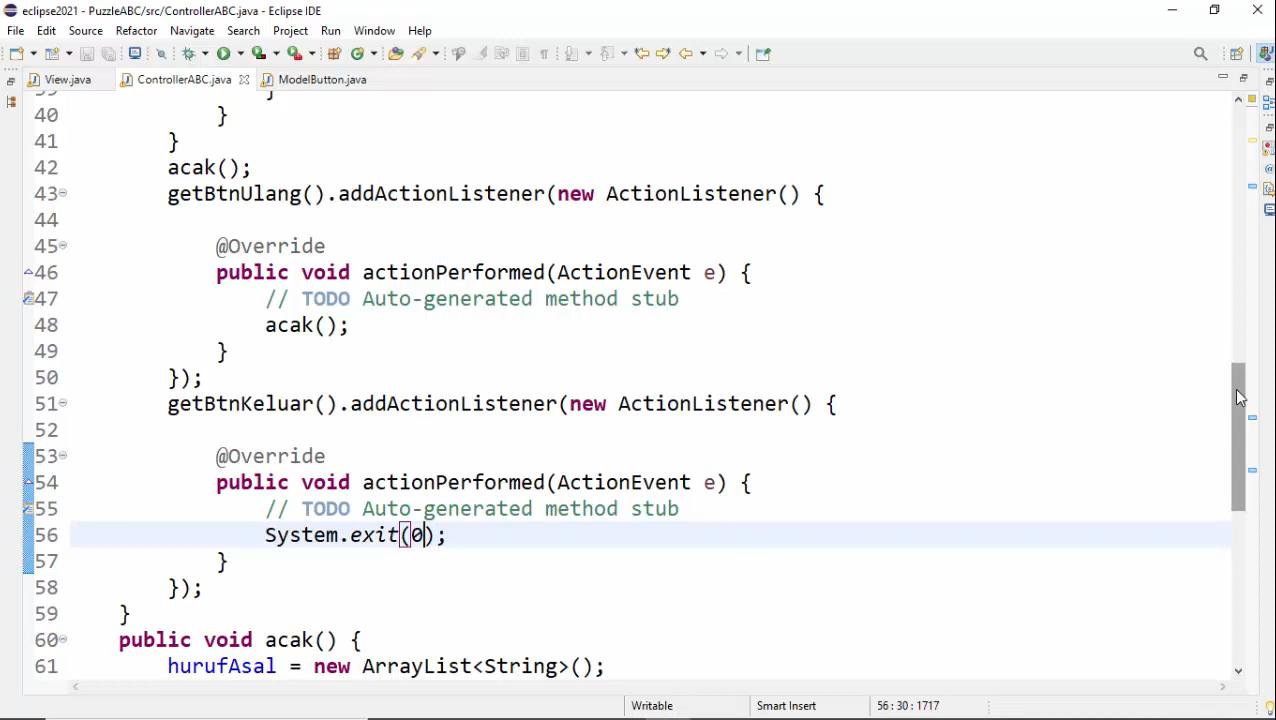 eclipse2021 - PuzzleABC/src/ControllerABC.java - Eclipse IDE
File Edit Source Refactor Navigate Search Project Run Window Help
View.java ControllerABC.java ModelButton.java
40 }
41 }
42 acak();
43 getBtnUlang().addActionListener(new ActionListener() {
44
45 @Override
46 public void actionPerformed(ActionEvent e) {
47 // TODO Auto-generated method stub
48 acak();
49 }
50 });
51 getBtnKeluar().addActionListener(new ActionListener() {
52
53 @Override
54 public void actionPerformed(ActionEvent e) {
55 // TODO Auto-generated method stub
56 System.exit(0);
57 }
58 });
59 }
60 public void acak() {
61 hurufAsal = new ArrayList<String>();
Writable Smart Insert 56 : 30 : 1717